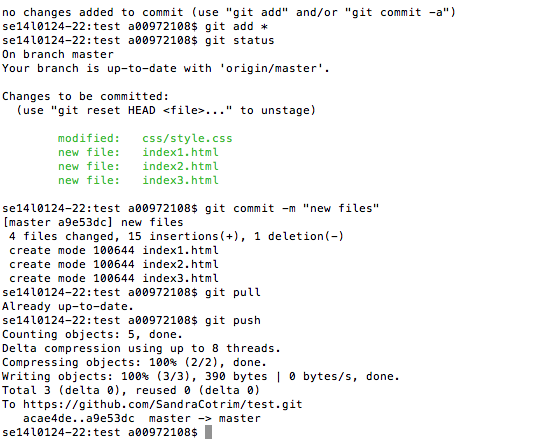 no changes added to commit (use "git add" and/or "git commit -a")
se14l0124-22:test a00972108$ git add *
se14l0124-22:test a00972108$ git status
On branch master
Your branch is up-to-date with 'origin/master'.
Changes to be committed:
  (use "git reset HEAD <file>..." to unstage)
        modified:   css/style.css
        new file:   index1.html
        new file:   index2.html
        new file:   index3.html
se14l0124-22:test a00972108$ git commit -m "new files"
[master a9e53dc] new files
 4 files changed, 15 insertions(+), 1 deletion(-)
 create mode 100644 index1.html
 create mode 100644 index2.html
 create mode 100644 index3.html
se14l0124-22:test a00972108$ git pull
Already up-to-date.
se14l0124-22:test a00972108$ git push
Counting objects: 5, done.
Delta compression using up to 8 threads.
Compressing objects: 100% (2/2), done.
Writing objects: 100% (3/3), 390 bytes | 0 bytes/s, done.
Total 3 (delta 0), reused 0 (delta 0)
To https://github.com/SandraCotrim/test.git
   acae4de..a9e53dc  master -> master
se14l0124-22:test a00972108$